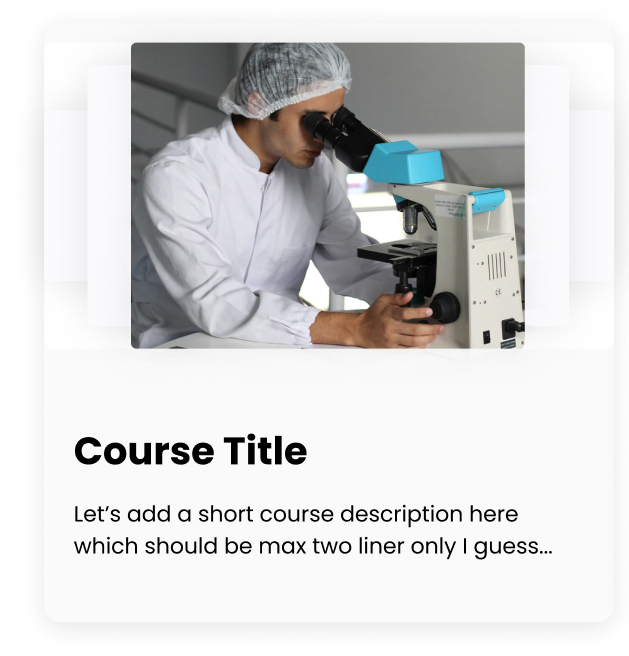 Course Title
Let’s add a short course description here
which should be max two liner only I guess...